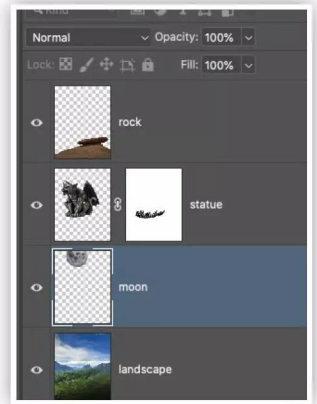 Normal Opacity: 100%
Lock: Fill: 100%
rock
statue
moon
landscape